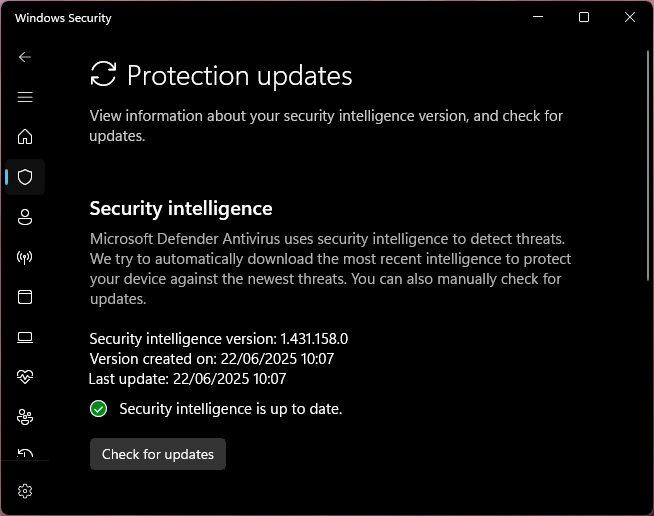 Windows Security
Protection updates
View information about your security intelligence version, and check for
updates.
Security intelligence
Microsoft Defender Antivirus uses security intelligence to detect threats.
We try to automatically download the most recent intelligence to protect
your device against the newest threats. You can also manually check for
updates.
Security intelligence version: 1.431.158.0
Version created on: 22/06/2025 10:07
Last update: 22/06/2025 10:07
Security intelligence is up to date.
Check for updates